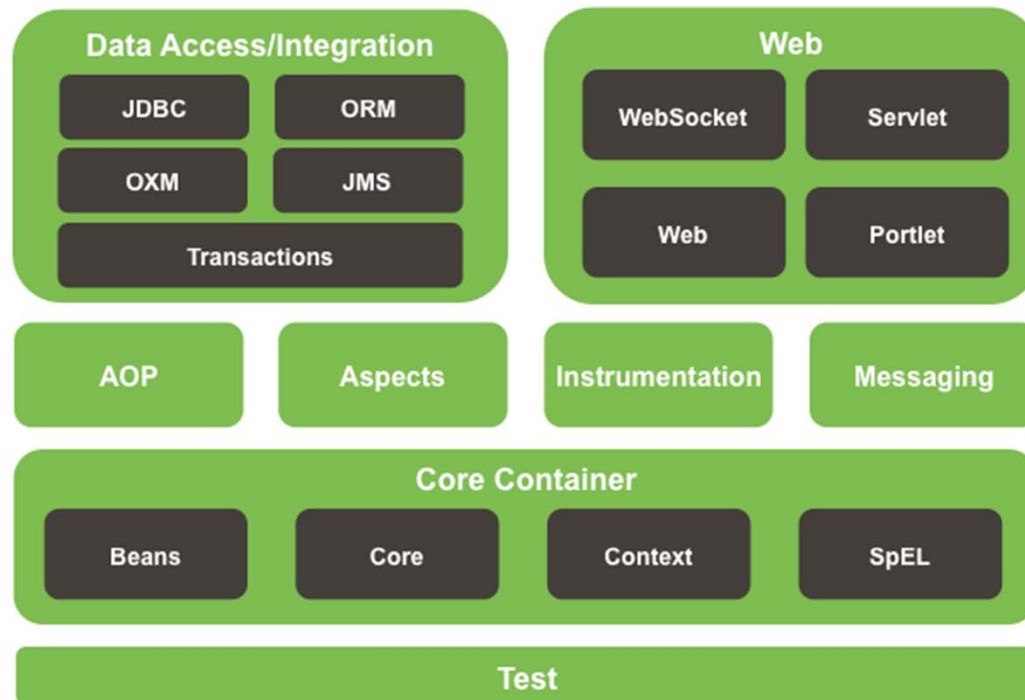 Data Access/Integration
JDBC
ORM
OXM
JMS
Transactions
Web
WebSocket
Servlet
Web
Portlet
AOP
Aspects
Instrumentation
Messaging
Core Container
Beans
Core
Context
SpEL
Test